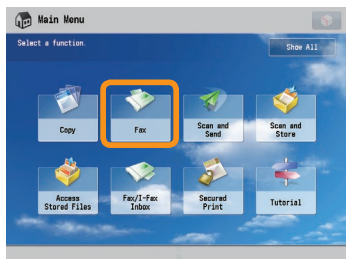 Main Menu
Select a function.
Show All
Copy
Fax
Scan and
Send
Scan and
Store
Access
Stored Files
Fax/I-Fax
Inbox
Secured
Print
Tutorial